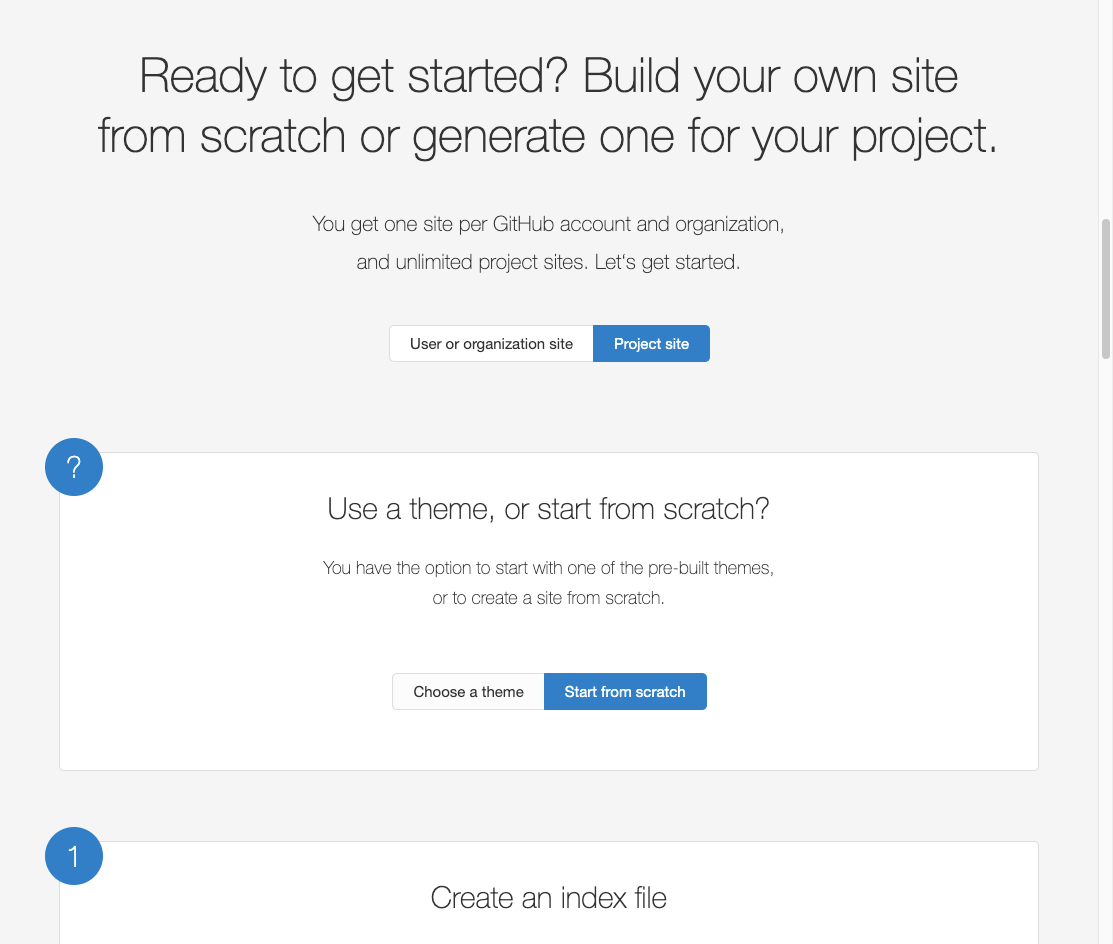 Ready to get started? Build your own site
from scratch or generate one for your project.
You get one site per GitHub account and organization,
and unlimited project sites. Let‘s get started.
User or organization site
Project site
?
Use a theme, or start from scratch?
You have the option to start with one of the pre-built themes,
or to create a site from scratch.
Choose a theme
Start from scratch
1
Create an index file